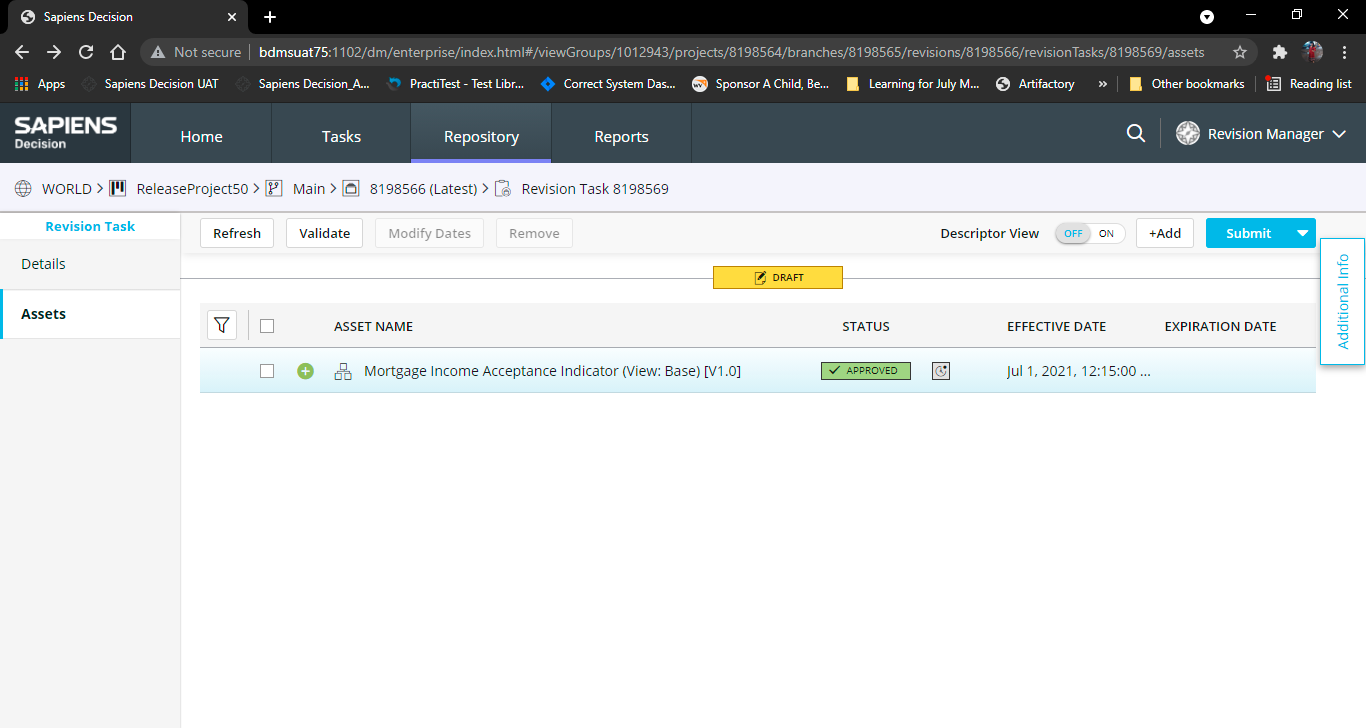 Sapiens Decision
Not secure bdmsuat75:1102/dm/enterprise/index.html#/viewGroups/1012943/projects/8198564/branches/8198565/revisions/8198566/revisionTasks/8198569/assets
Apps Sapiens Decision UAT Sapiens Decision_A... PractiTest - Test Libr... Correct System Das... wv Sponsor A Child, Be... Learning for July M... Artifactory » Other bookmarks Reading list
SAPIENS
Decision
Home Tasks Repository Reports Revision Manager
WORLD > ReleaseProject50 > Main > 8198566 (Latest) > Revision Task 8198569
Revision Task
Details
Assets
Refresh Validate Modify Dates Remove Descriptor View OFF ON +Add Submit
Additional Info
DRAFT
ASSET NAME STATUS EFFECTIVE DATE EXPIRATION DATE
Mortgage Income Acceptance Indicator (View: Base) [V1.0] APPROVED Jul 1, 2021, 12:15:00 ...